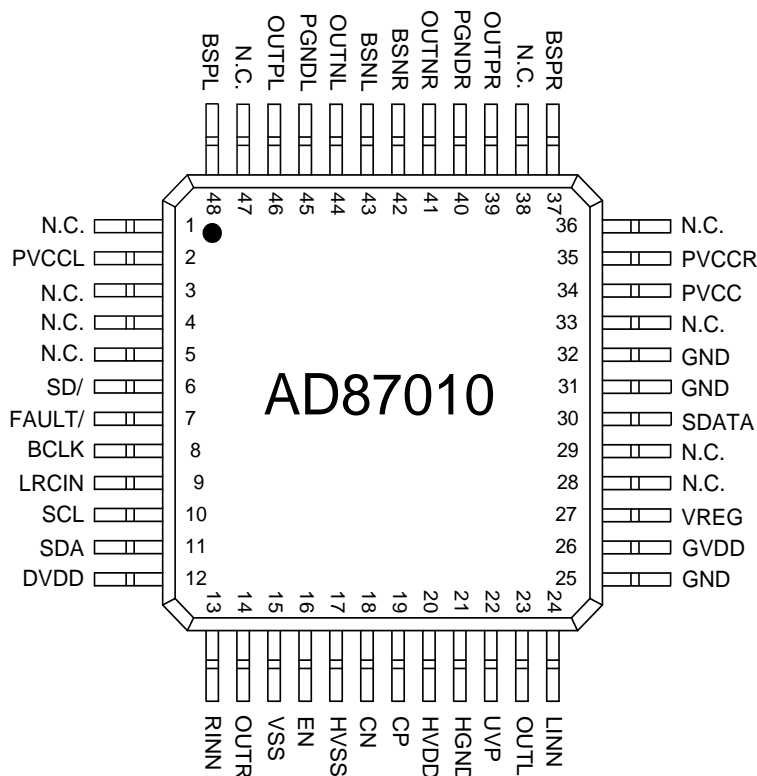 BSPL N.C. OUTPL PGNDL OUTNL BSNL BSNR OUTNR PGNDR OUTPR N.C. BSPR
48 47 46 45 44 43 42 41 40 39 38 37
N.C. 1 36 N.C.
PVCCL 2 35 PVCCR
N.C. 3 34 PVCC
N.C. 4 33 N.C.
N.C. 5 32 GND
SD/ 6 31 GND
AD87010
FAULT/ 7 30 SDATA
BCLK 8 29 N.C.
LRCIN 9 28 N.C.
SCL 10 27 VREG
SDA 11 26 GVDD
DVDD 12 25 GND
13 14 15 16 17 18 19 20 21 22 23 24
RINN OUTR VSS EN HVSS CN CP HVDD HGND UVP OUTL LINN